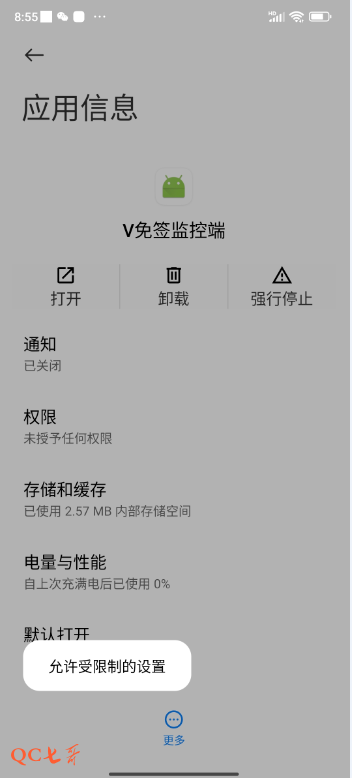 8:55
应用信息
V免签监控端
打开
卸载
强行停止
通知
已关闭
权限
未授予任何权限
存储和缓存
已使用 2.57 MB 内部存储空间
电量与性能
自上次充满电后已使用 0%
默认打开
允许受限制的设置
更多
QC七哥